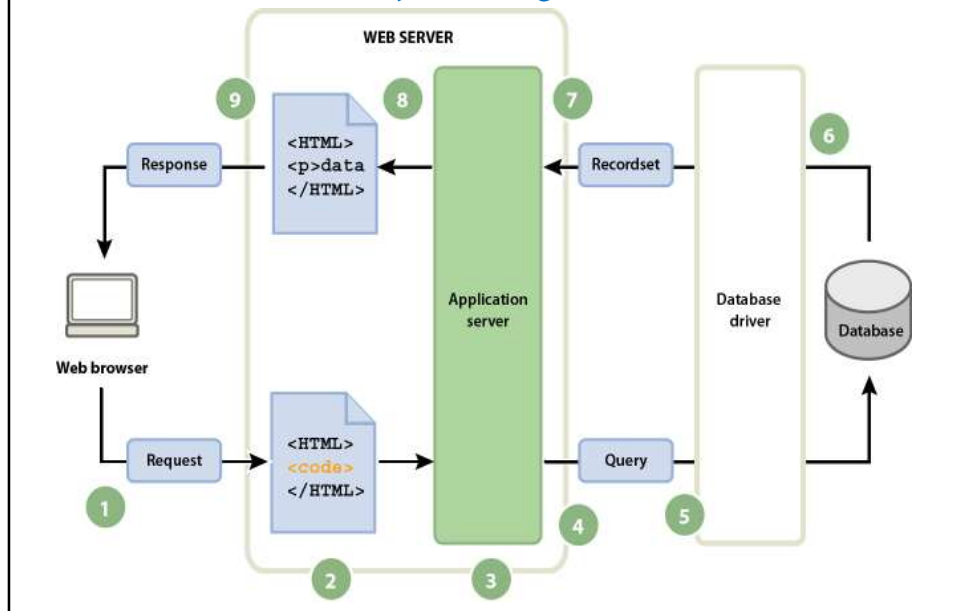 WEB SERVER
9
8
7
6
<HTML>
<p>data
</HTML>
Response
Recordset
Application
server
Database
driver
Database
Web browser
<HTML>
<code>
</HTML>
Request
Query
1
2
3
4
5